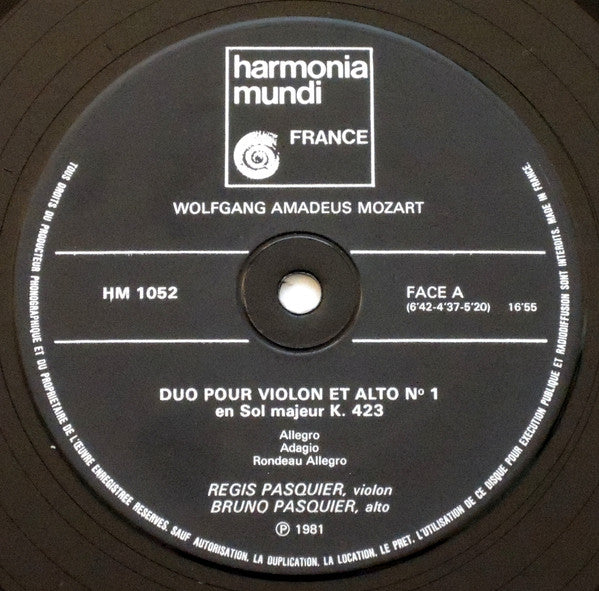 harmonia
mundi
FRANCE
WOLFGANG AMADEUS MOZART
HM 1052
FACE A
(6'42-4'37-5'20) 16'55
DUO POUR VIOLON ET ALTO Nº 1
en Sol majeur K. 423
Allegro
Adagio
Rondeau Allegro
REGIS PASQUIER, violon
BRUNO PASQUIER, alto
℗ 1981
TOUS DROITS DU PRODUCTEUR PHONOGRAPHIQUE ET DU PROPRIETAIRE DE L'ŒUVRE ENREGISTREE RESERVES. SAUF AUTORISATION, LA DUPLICATION, LA LOCATION, LE PRET, L'UTILISATION DE CE DISQUE POUR EXECUTION PUBLIQUE ET RADIODIFFUSION SONT INTERDITS. MADE IN FRANCE.